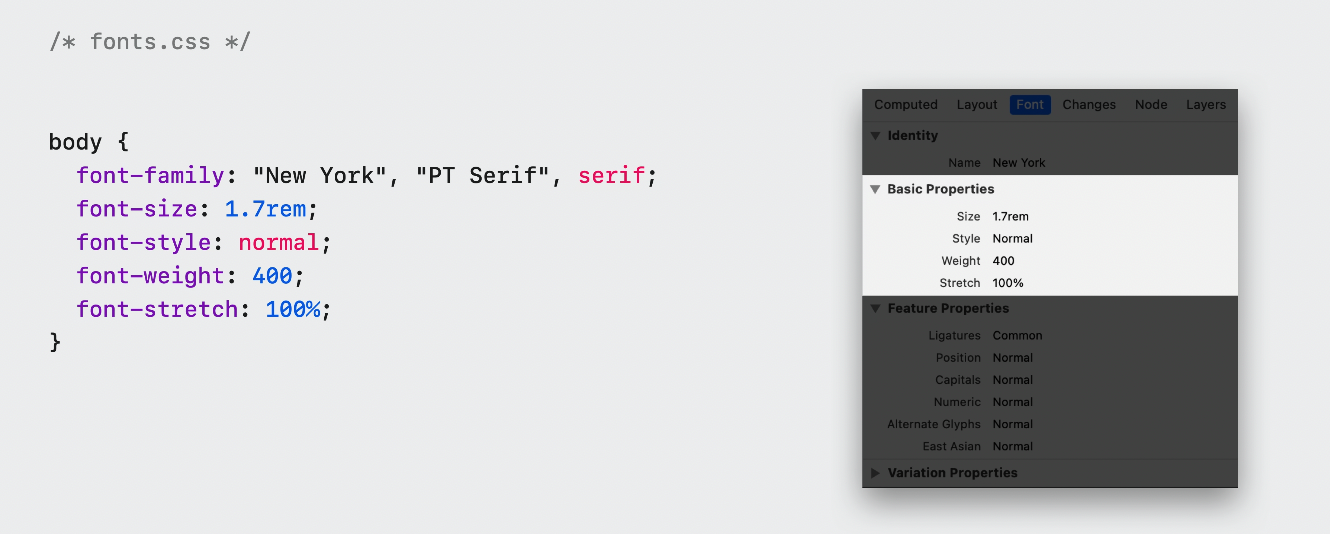 /* fonts.css */
body {
font-family: "New York", "PT Serif", serif;
font-size: 1.7rem;
font-style: normal;
font-weight: 400;
font-stretch: 100%;
}
Computed Layout Font Changes Node Layers
Identity
Name New York
Basic Properties
Size 1.7rem
Style Normal
Weight 400
Stretch 100%
Feature Properties
Ligatures Common
Position Normal
Capitals Normal
Numeric Normal
Alternate Glyphs Normal
East Asian Normal
Variation Properties